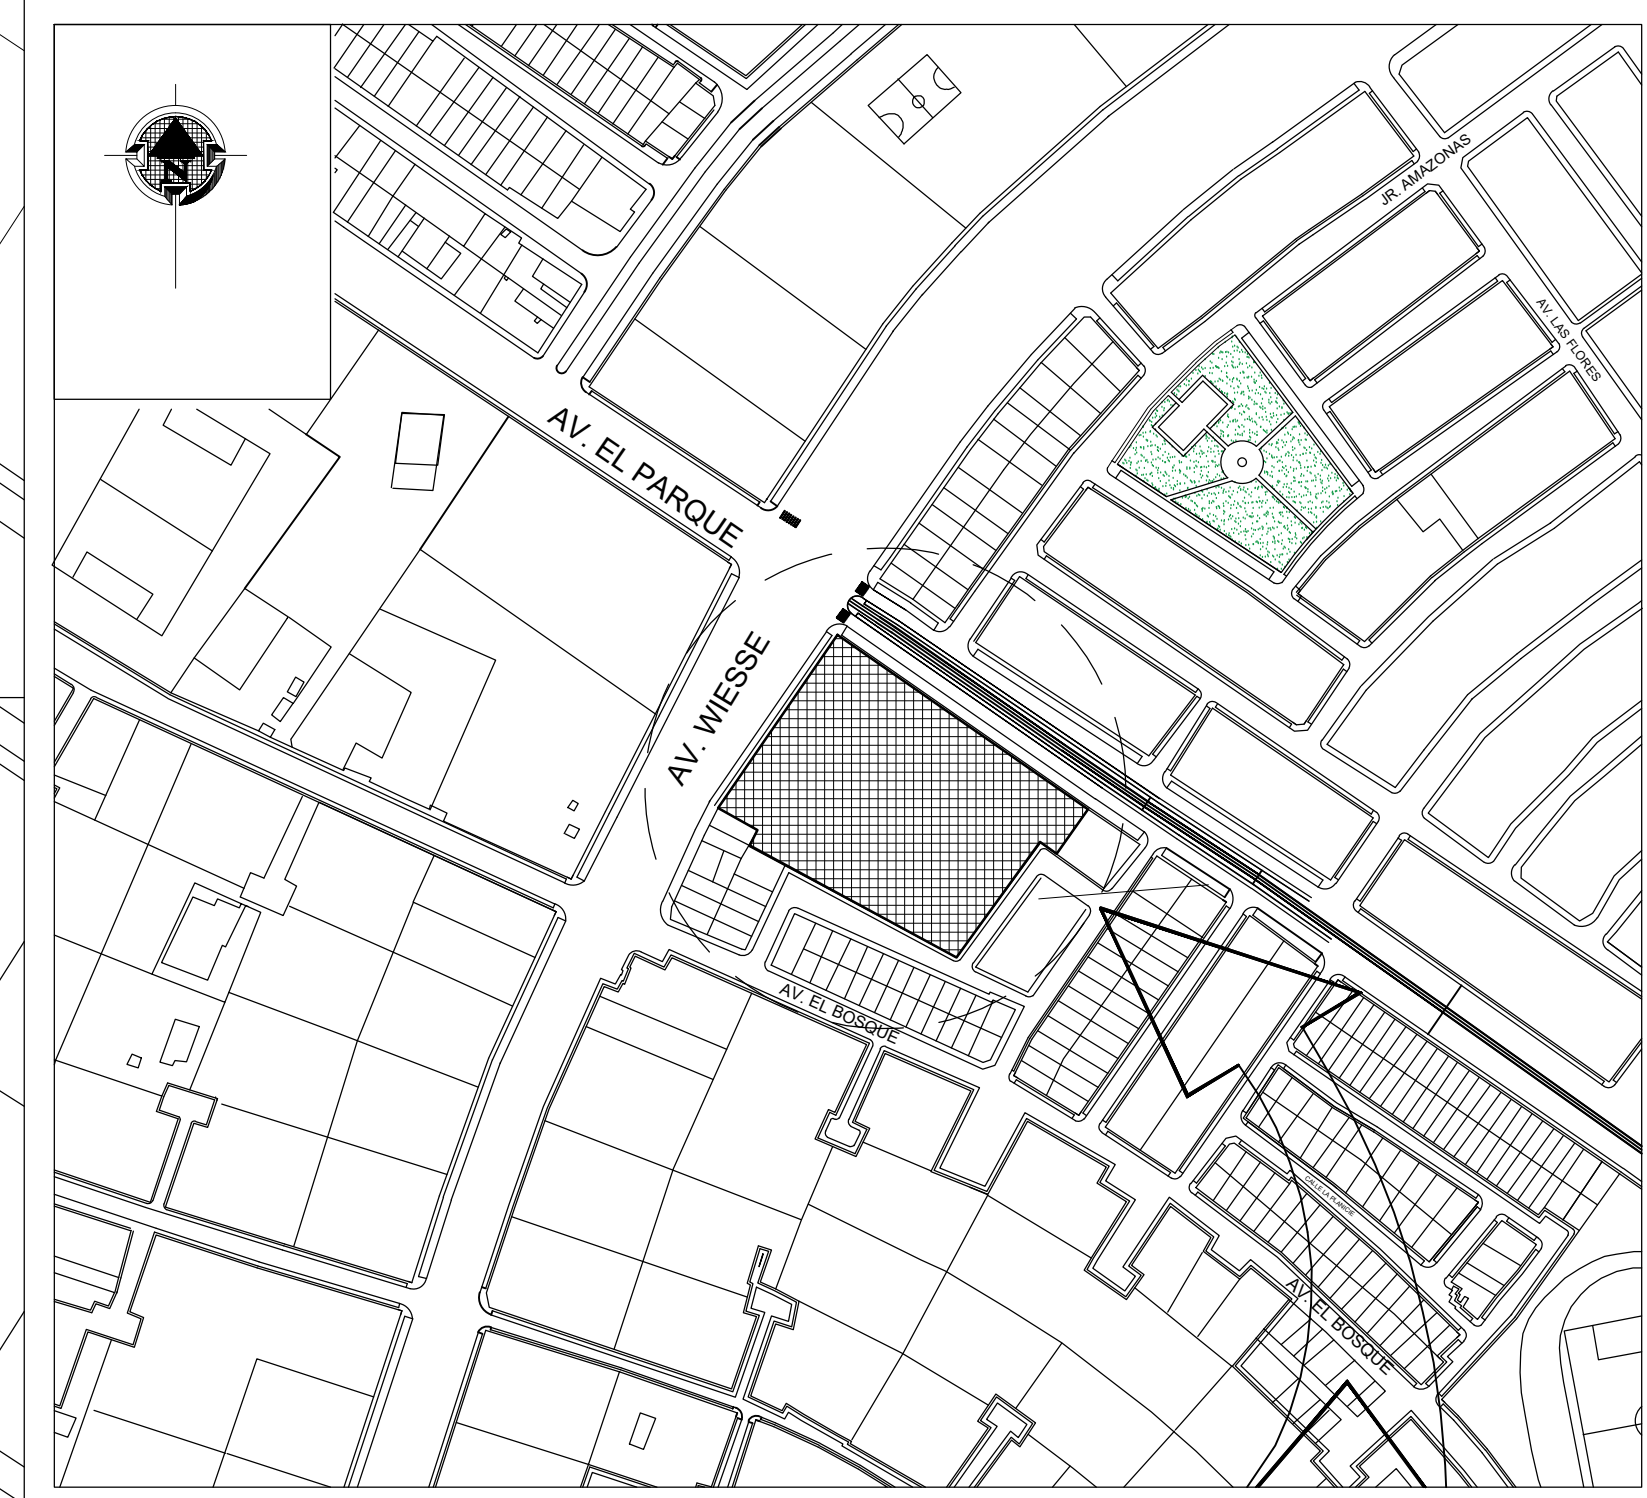 N
JR. AMAZONAS
AV. LAS FLORES
AV. EL PARQUE
AV. WIESSE
AV. EL BOSQUE
CALLE LA PLANICIE
AV. EL BOSQUE